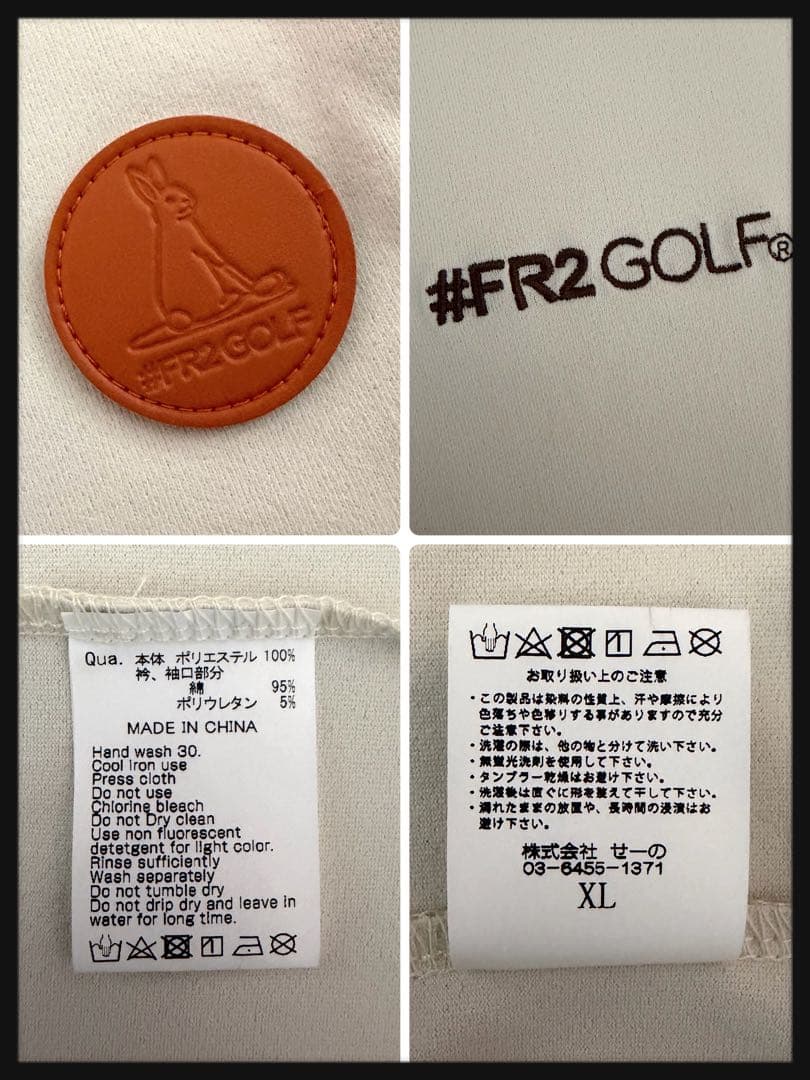 #FR2GOLF
#FR2GOLF®
Qua. 本体 ポリエステル 100%
衿、袖口部分
綿 95%
ポリウレタン 5%
MADE IN CHINA
Hand wash 30.
Cool iron use
Press cloth
Do not use
Chlorine bleach
Do not Dry clean
Use non fluorescent
detetgent for light color.
Rinse sufficiently
Wash separately
Do not tumble dry
Do not drip dry and leave in
water for long time.
お取り扱い上のご注意
・この製品は染料の性質上、汗や摩擦により
色落ちや色移りする事がありますので充分
ご注意下さい。
・洗濯の際は、他の物と分けて洗い下さい。
・無蛍光洗剤を使用して下さい。
・タンブラー乾燥はお避け下さい。
・洗濯後は直ぐに形を整えて干して下さい。
・濡れたままの放置や、長時間の浸漬はお
避け下さい。
株式会社 せーの
03-6455-1371
XL